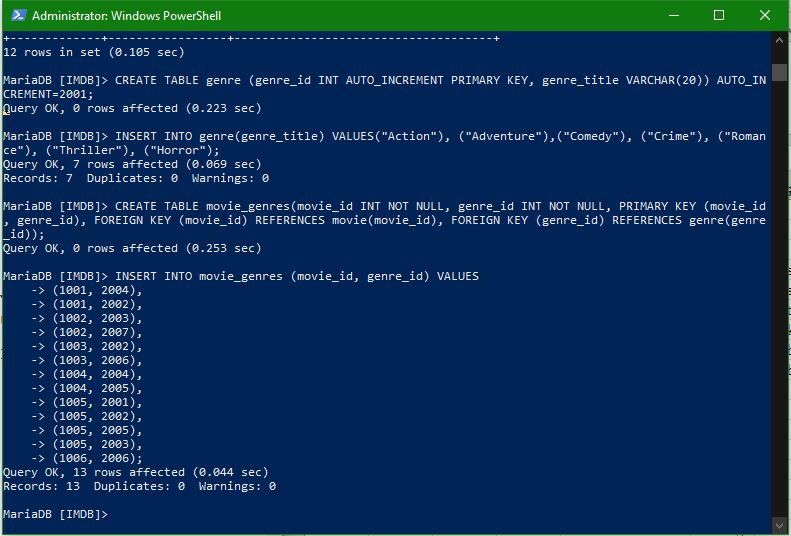 Administrator: Windows PowerShell
+-------------+-----------------+-------------------------------------+
12 rows in set (0.105 sec)
MariaDB [IMDB]> CREATE TABLE genre (genre_id INT AUTO_INCREMENT PRIMARY KEY, genre_title VARCHAR(20)) AUTO_IN
CREMENT=2001;
Query OK, 0 rows affected (0.223 sec)
MariaDB [IMDB]> INSERT INTO genre(genre_title) VALUES("Action"), ("Adventure"),("Comedy"), ("Crime"), ("Roman
ce"), ("Thriller"), ("Horror");
Query OK, 7 rows affected (0.069 sec)
Records: 7  Duplicates: 0  Warnings: 0
MariaDB [IMDB]> CREATE TABLE movie_genres(movie_id INT NOT NULL, genre_id INT NOT NULL, PRIMARY KEY (movie_id
, genre_id), FOREIGN KEY (movie_id) REFERENCES movie(movie_id), FOREIGN KEY (genre_id) REFERENCES genre(genre
_id));
Query OK, 0 rows affected (0.253 sec)
MariaDB [IMDB]> INSERT INTO movie_genres (movie_id, genre_id) VALUES
    -> (1001, 2004),
    -> (1001, 2002),
    -> (1002, 2003),
    -> (1002, 2007),
    -> (1003, 2002),
    -> (1003, 2006),
    -> (1004, 2004),
    -> (1004, 2005),
    -> (1005, 2001),
    -> (1005, 2002),
    -> (1005, 2005),
    -> (1005, 2003),
    -> (1006, 2006);
Query OK, 13 rows affected (0.044 sec)
Records: 13  Duplicates: 0  Warnings: 0
MariaDB [IMDB]>